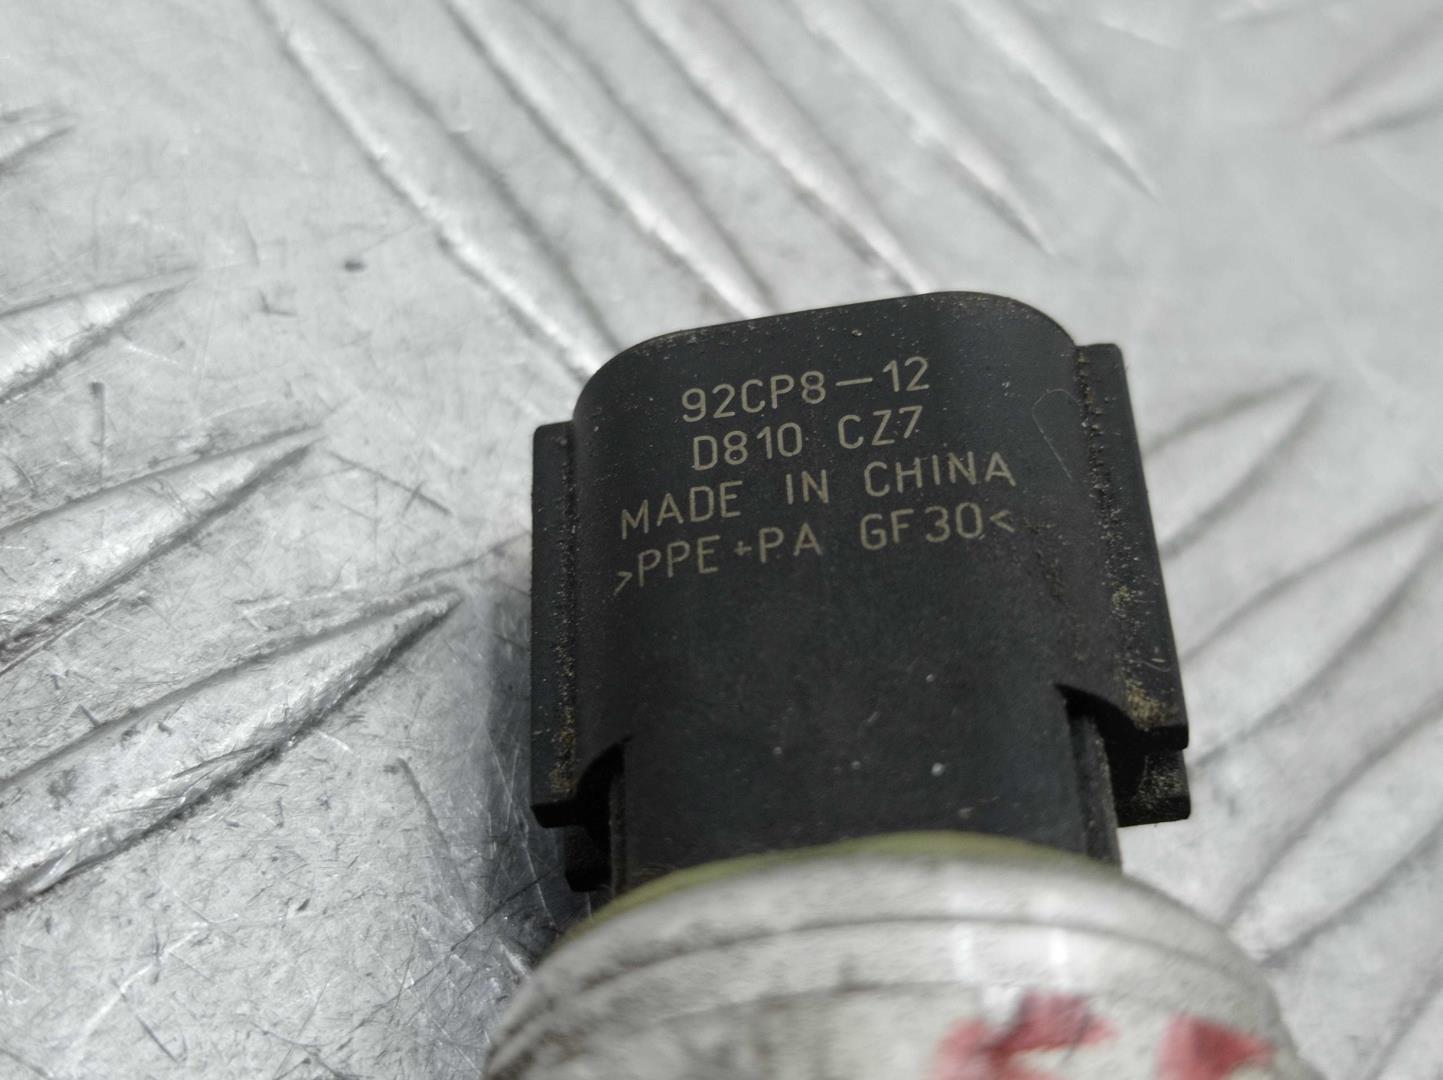 92CP8-12
D810 CZ7
MADE IN CHINA
>PPE+PA GF30<